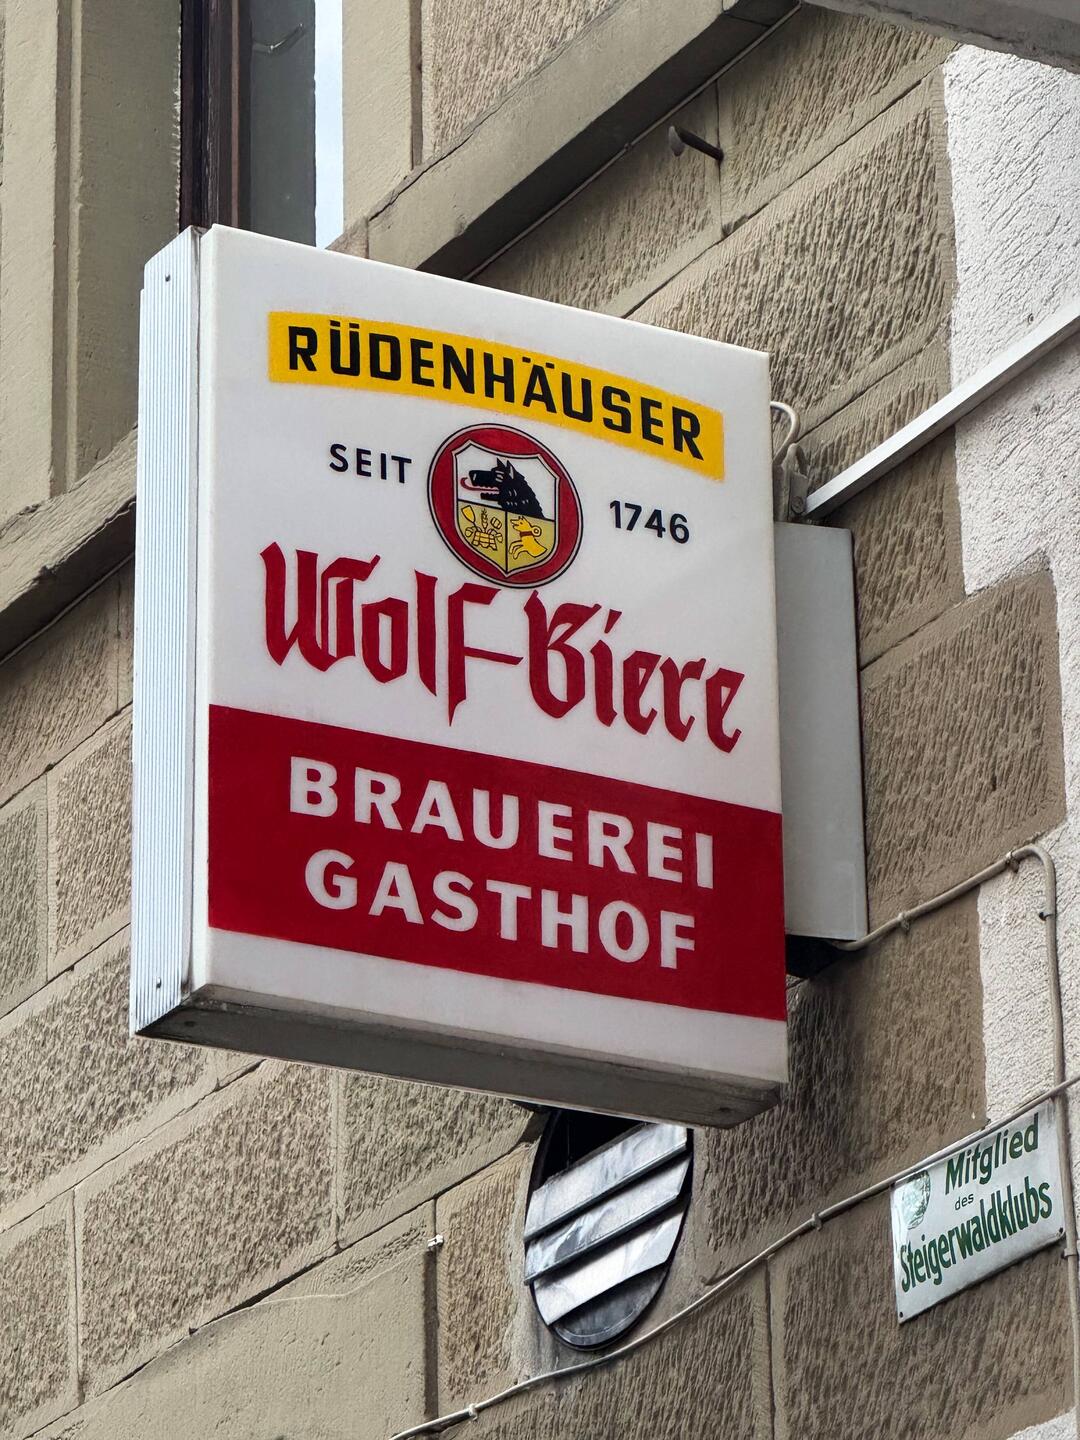 RÜDENHÄUSER
SEIT 1746
Wolf-Biere
BRAUEREI
GASTHOF
Mitglied
des
Steigerwaldklubs